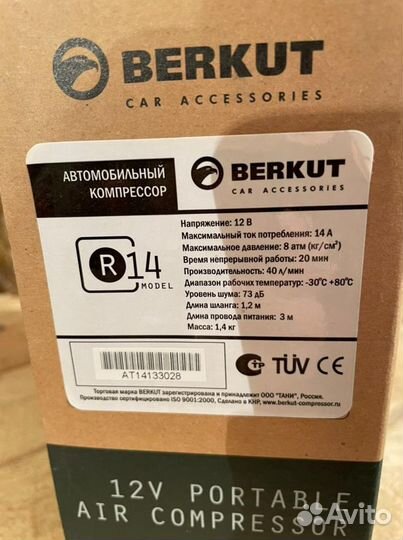 BERKUT
CAR ACCESSORIES
АВТОМОБИЛЬНЫЙ
КОМПРЕССОР
BERKUT
CAR ACCESSORIES
R14
MODEL
Напряжение: 12 В
Максимальный ток потребления: 14 А
Максимальное давление: 8 атм (кг/см²)
Время непрерывной работы: 20 мин
Производительность: 40 л/мин
Диапазон рабочих температур: -30°C +80°C
Уровень шума: 73 дБ
Длина шланга: 1,2 м
Длина провода питания: 3 м
Масса: 1,4 кг
AT14133028
TÜV CE
Торговая марка BERKUT зарегистрирована и принадлежит ООО "ТАНИ", Россия.
Производство сертифицировано ISO 9001:2000, Сделано в КНР, www.berkut-compressor.ru
12V PORTABLE
AIR COMPRESSOR
Avito